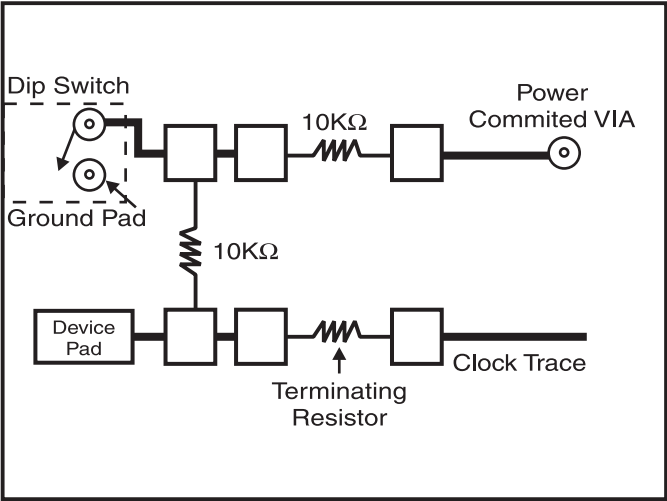 Dip Switch
Power
Commited VIA
10KΩ
Ground Pad
10KΩ
Device
Pad
Clock Trace
Terminating
Resistor